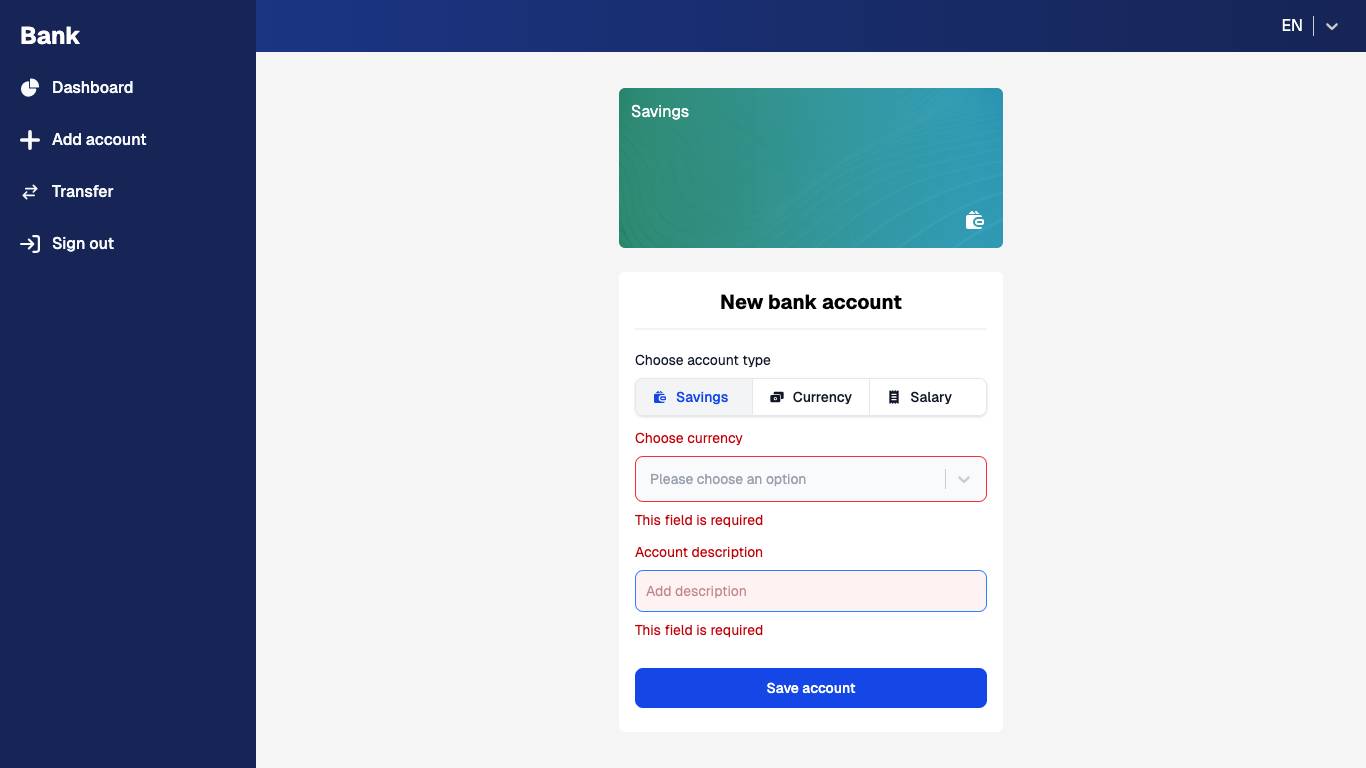 Bank
Dashboard
Add account
Transfer
Sign out
EN
Savings
New bank account
Choose account type
Savings Currency Salary
Choose currency
Please choose an option
This field is required
Account description
Add description
This field is required
Save account